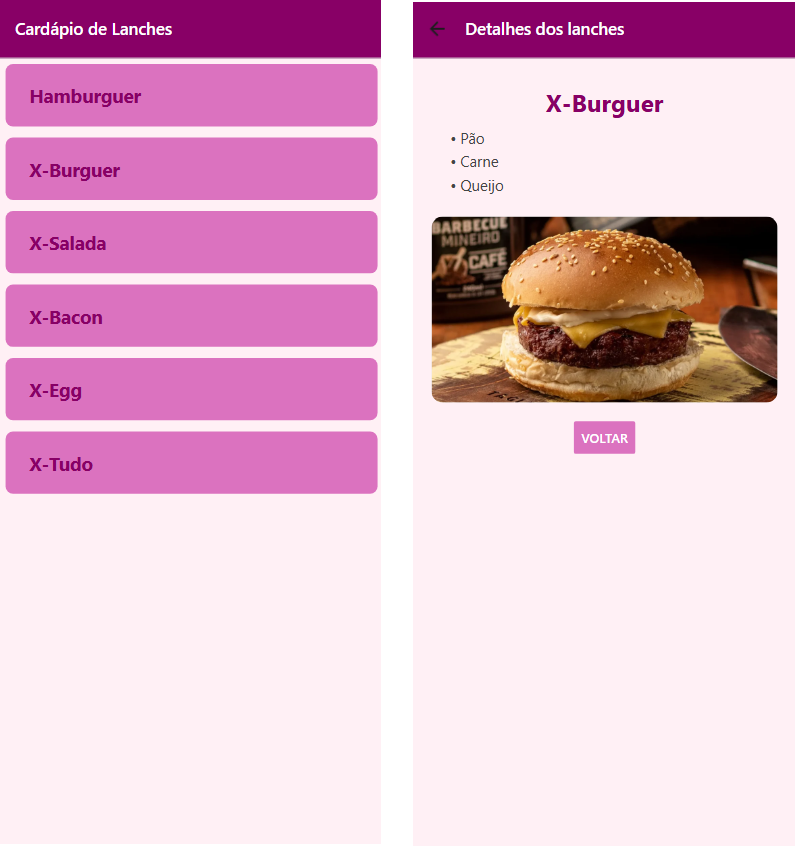 Cardápio de Lanches
Hamburguer
X-Burguer
X-Salada
X-Bacon
X-Egg
X-Tudo
Detalhes dos lanches
X-Burguer
• Pão
• Carne
• Queijo
BARBECUE
MINEIRO
CAFÉ
VOLTAR